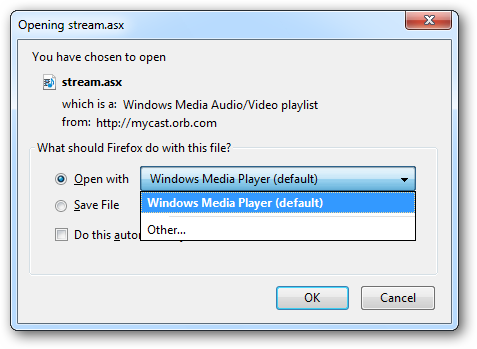 Opening stream.asx
You have chosen to open
stream.asx
which is a: Windows Media Audio/Video playlist
from: http://mycast.orb.com
What should Firefox do with this file?
Open with Windows Media Player (default)
Windows Media Player (default)
Save File
Other...
Do this
OK Cancel